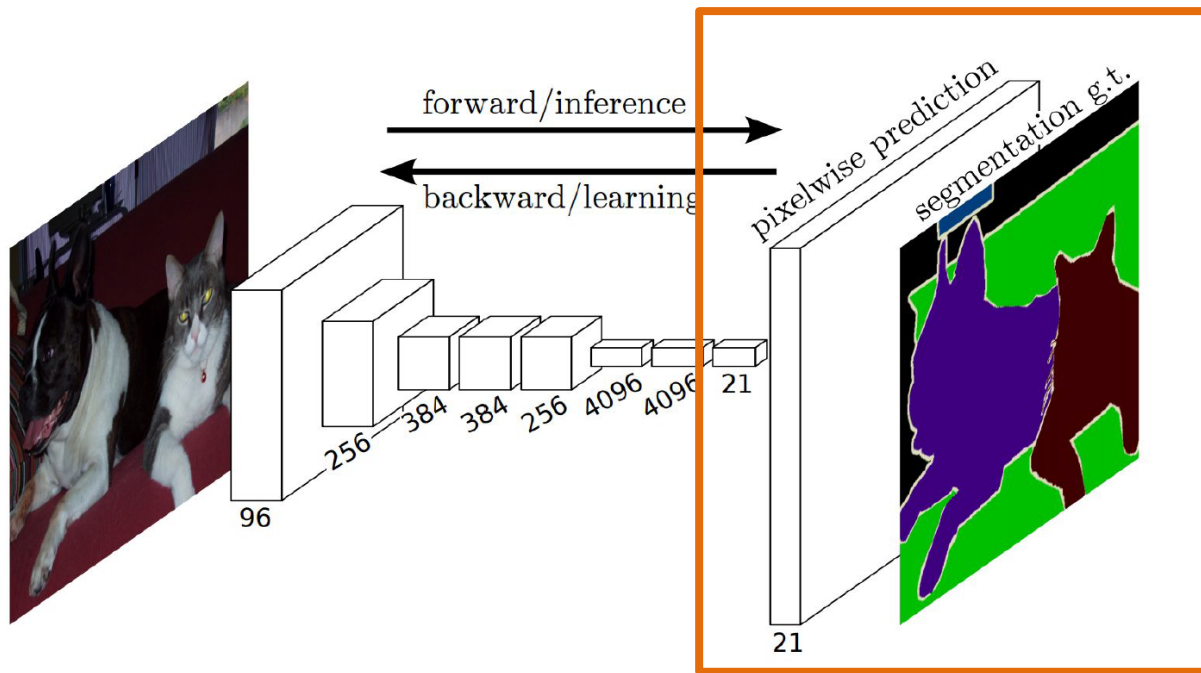 forward/inference
backward/learning
pixelwise prediction
segmentation g.t.
96
256
384
384
256
4096
4096
21
21